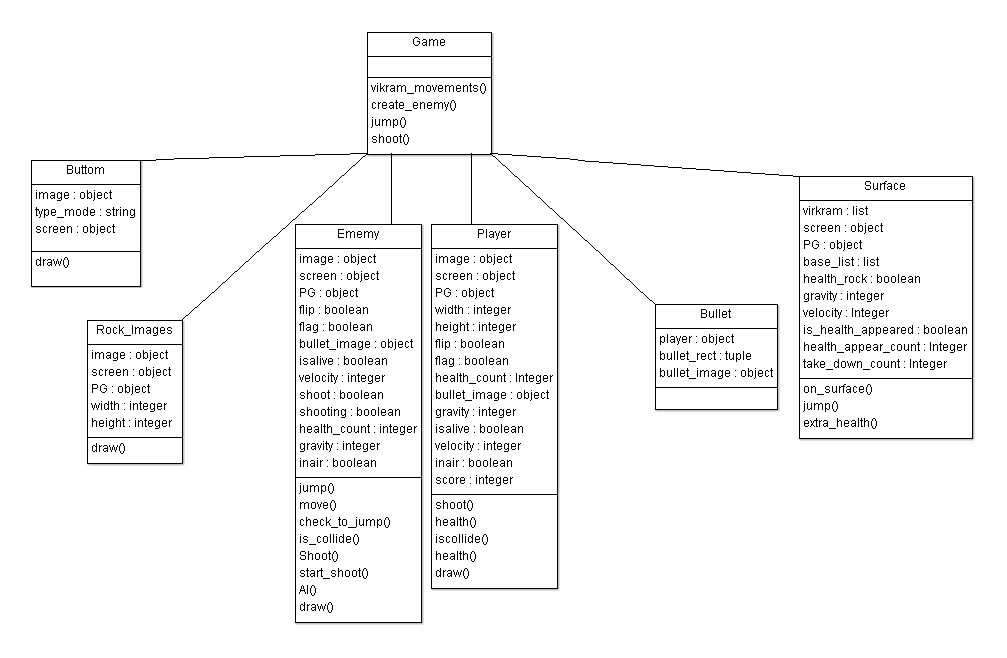 Game
vikram_movements()
create_enemy()
jump()
shoot()
Buttom
image : object
type_mode : string
screen : object
draw()
Rock_Images
image : object
screen : object
PG : object
width : integer
height : integer
draw()
Ememy
image : object
screen : object
PG : object
flip : boolean
flag : boolean
bullet_image : object
isalive : boolean
velocity : integer
shoot : boolean
shooting : boolean
health_count : integer
gravity : integer
inair : boolean
jump()
move()
check_to_jump()
is_collide()
Shoot()
start_shoot()
AI()
draw()
Player
image : object
screen : object
PG : object
width : integer
height : integer
flip : boolean
flag : boolean
health_count : Integer
bullet_image : object
gravity : integer
isalive : boolean
velocity : integer
inair : boolean
score : integer
shoot()
health()
iscollide()
health()
draw()
Bullet
player : object
bullet_rect : tuple
bullet_image : object
Surface
virkram : list
screen : object
PG : object
base_list : list
health_rock : boolean
gravity : integer
velocity : Integer
is_health_appeared : boolean
health_appear_count : Integer
take_down_count : Integer
on_surface()
jump()
extra_health()